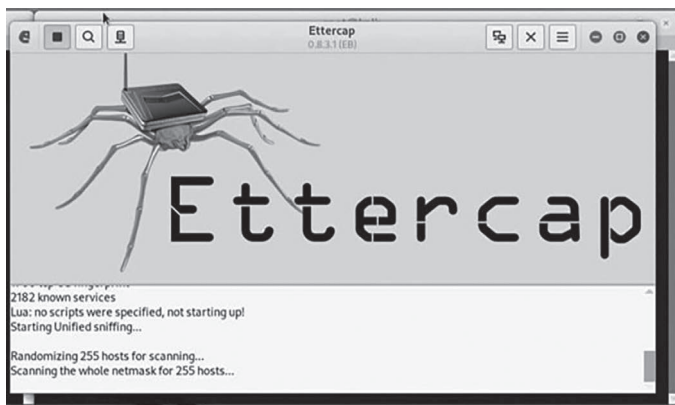 Ettercap
0.8.3.1 (EB)
Ettercap
2182 known services
Lua: no scripts were specified, not starting up!
Starting Unified sniffing...
Randomizing 255 hosts for scanning...
Scanning the whole netmask for 255 hosts...